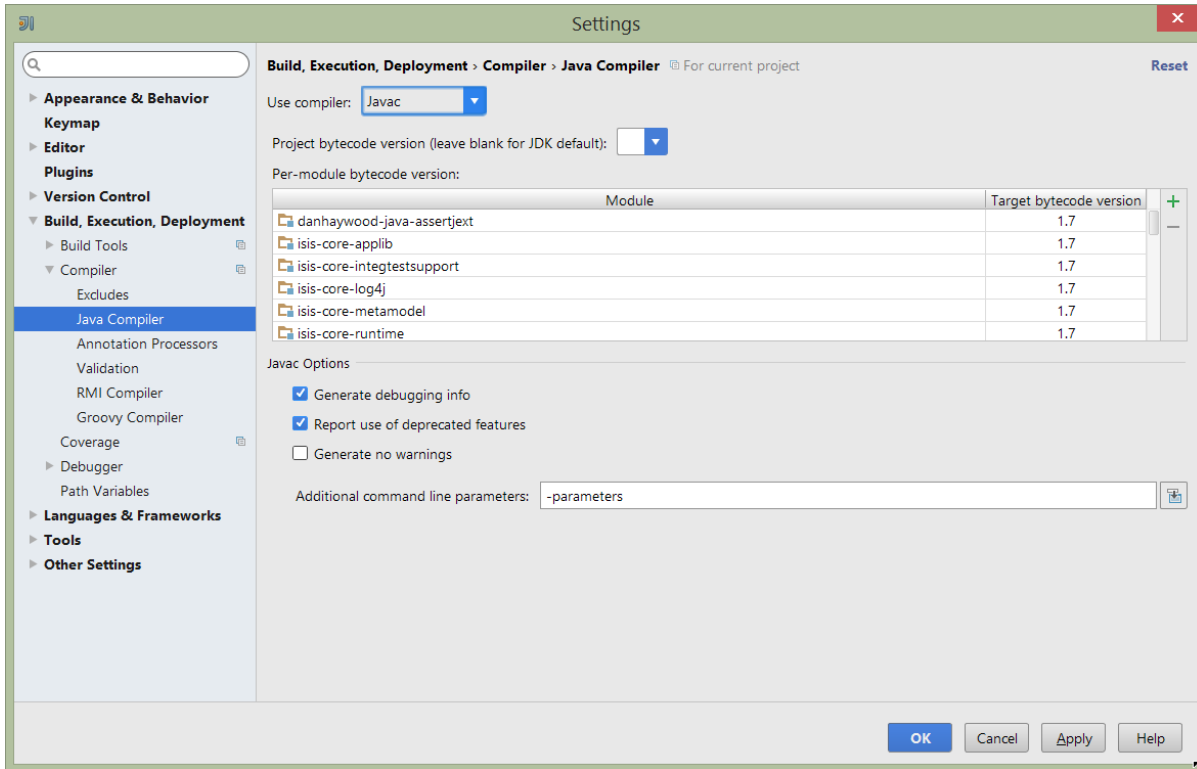 Settings
Build, Execution, Deployment › Compiler › Java Compiler For current project Reset
Appearance & Behavior
Keymap
Editor
Plugins
Version Control
Build, Execution, Deployment
Build Tools
Compiler
Excludes
Java Compiler
Annotation Processors
Validation
RMI Compiler
Groovy Compiler
Coverage
Debugger
Path Variables
Languages & Frameworks
Tools
Other Settings
Use compiler: Javac
Project bytecode version (leave blank for JDK default):
Per-module bytecode version:
Module Target bytecode version
danhaywood-java-assertjext 1.7
isis-core-applib 1.7
isis-core-integtestsupport 1.7
isis-core-log4j 1.7
isis-core-metamodel 1.7
isis-core-runtime 1.7
Javac Options
Generate debugging info
Report use of deprecated features
Generate no warnings
Additional command line parameters: -parameters
OK Cancel Apply Help